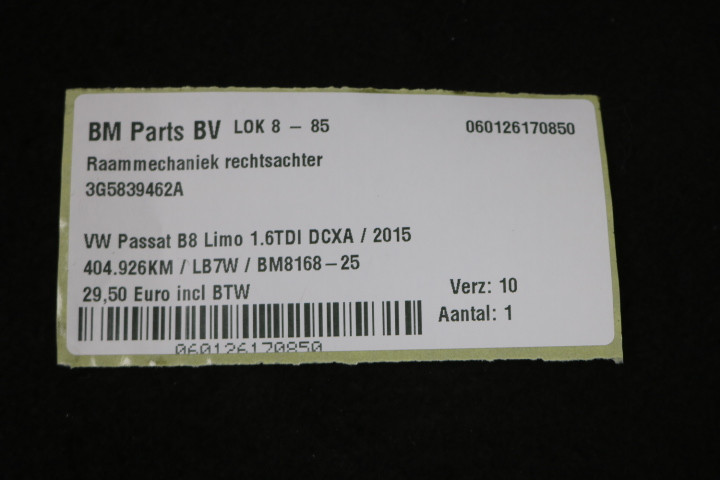 BM Parts BV LOK 8 - 85 060126170850
Raammechaniek rechtsachter
3G5839462A
VW Passat B8 Limo 1.6TDI DCXA / 2015
404.926KM / LB7W / BM8168-25
29,50 Euro incl BTW Verz: 10
Aantal: 1
060126170850